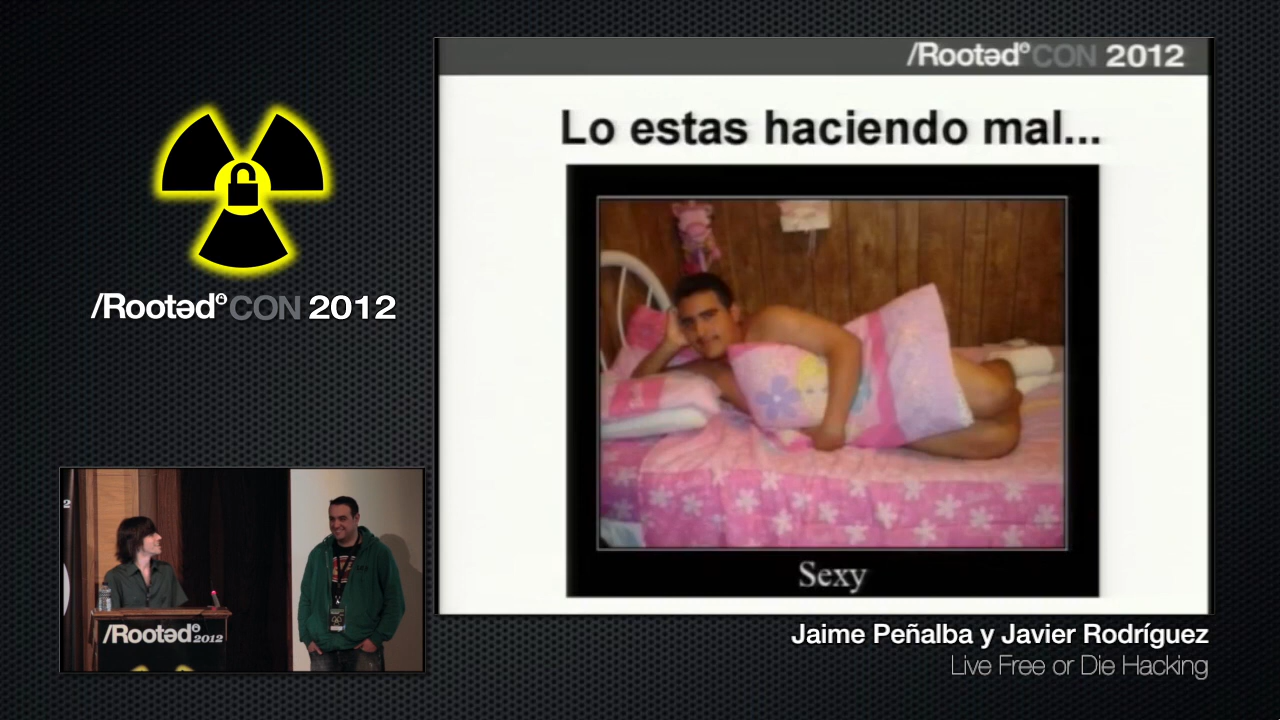 /Rootəd CON 2012
Lo estas haciendo mal...
Sexy
/Rootəd CON 2012
2
/Rootəd 2012
Jaime Peñalba y Javier Rodríguez
Live Free or Die Hacking